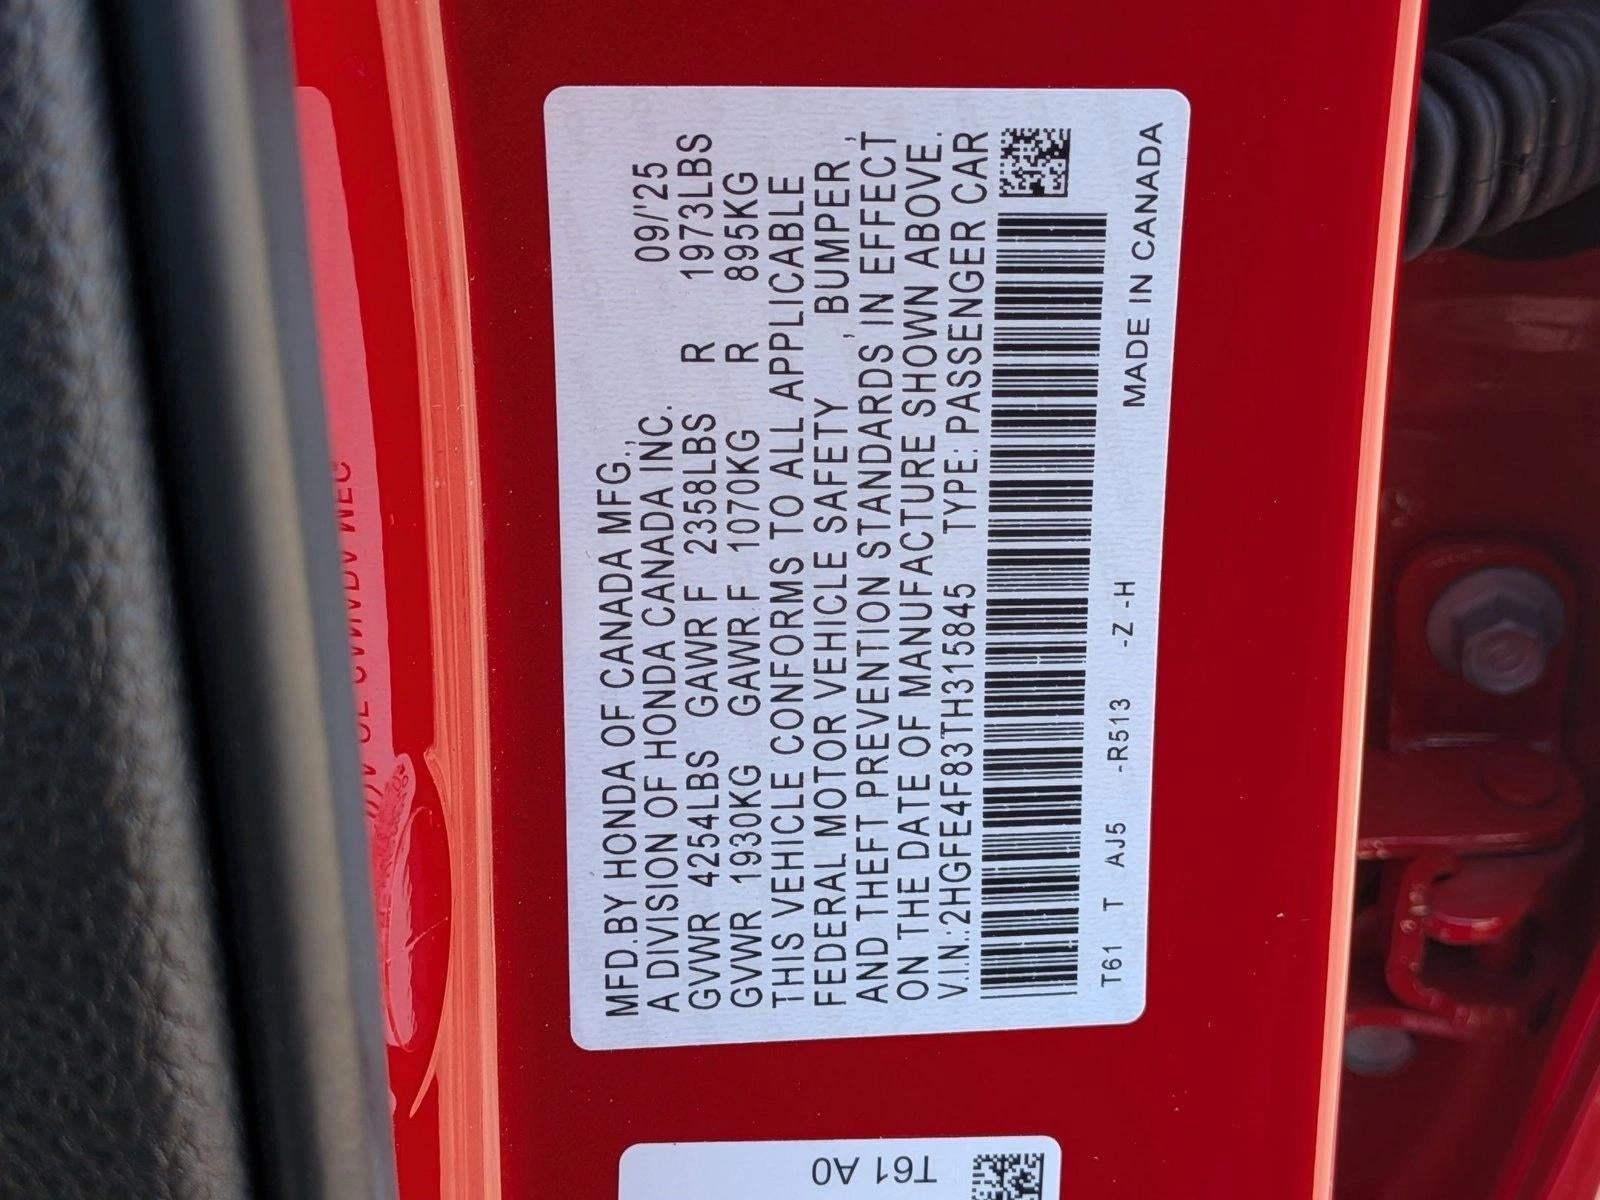 MFD.BY HONDA OF CANADA MFG.,
A DIVISION OF HONDA CANADA INC. 09/'25
GVWR 4254LBS GAWR F 2358LBS R 1973LBS
GVWR 1930KG GAWR F 1070KG R 895KG
THIS VEHICLE CONFORMS TO ALL APPLICABLE
FEDERAL MOTOR VEHICLE SAFETY , BUMPER ,
AND THEFT PREVENTION STANDARDS IN EFFECT
ON THE DATE OF MANUFACTURE SHOWN ABOVE.
V.I.N.:2HGFE4F83TH315845 TYPE: PASSENGER CAR
T61 T AJ5 -R513 -Z -H MADE IN CANADA
T61 A0